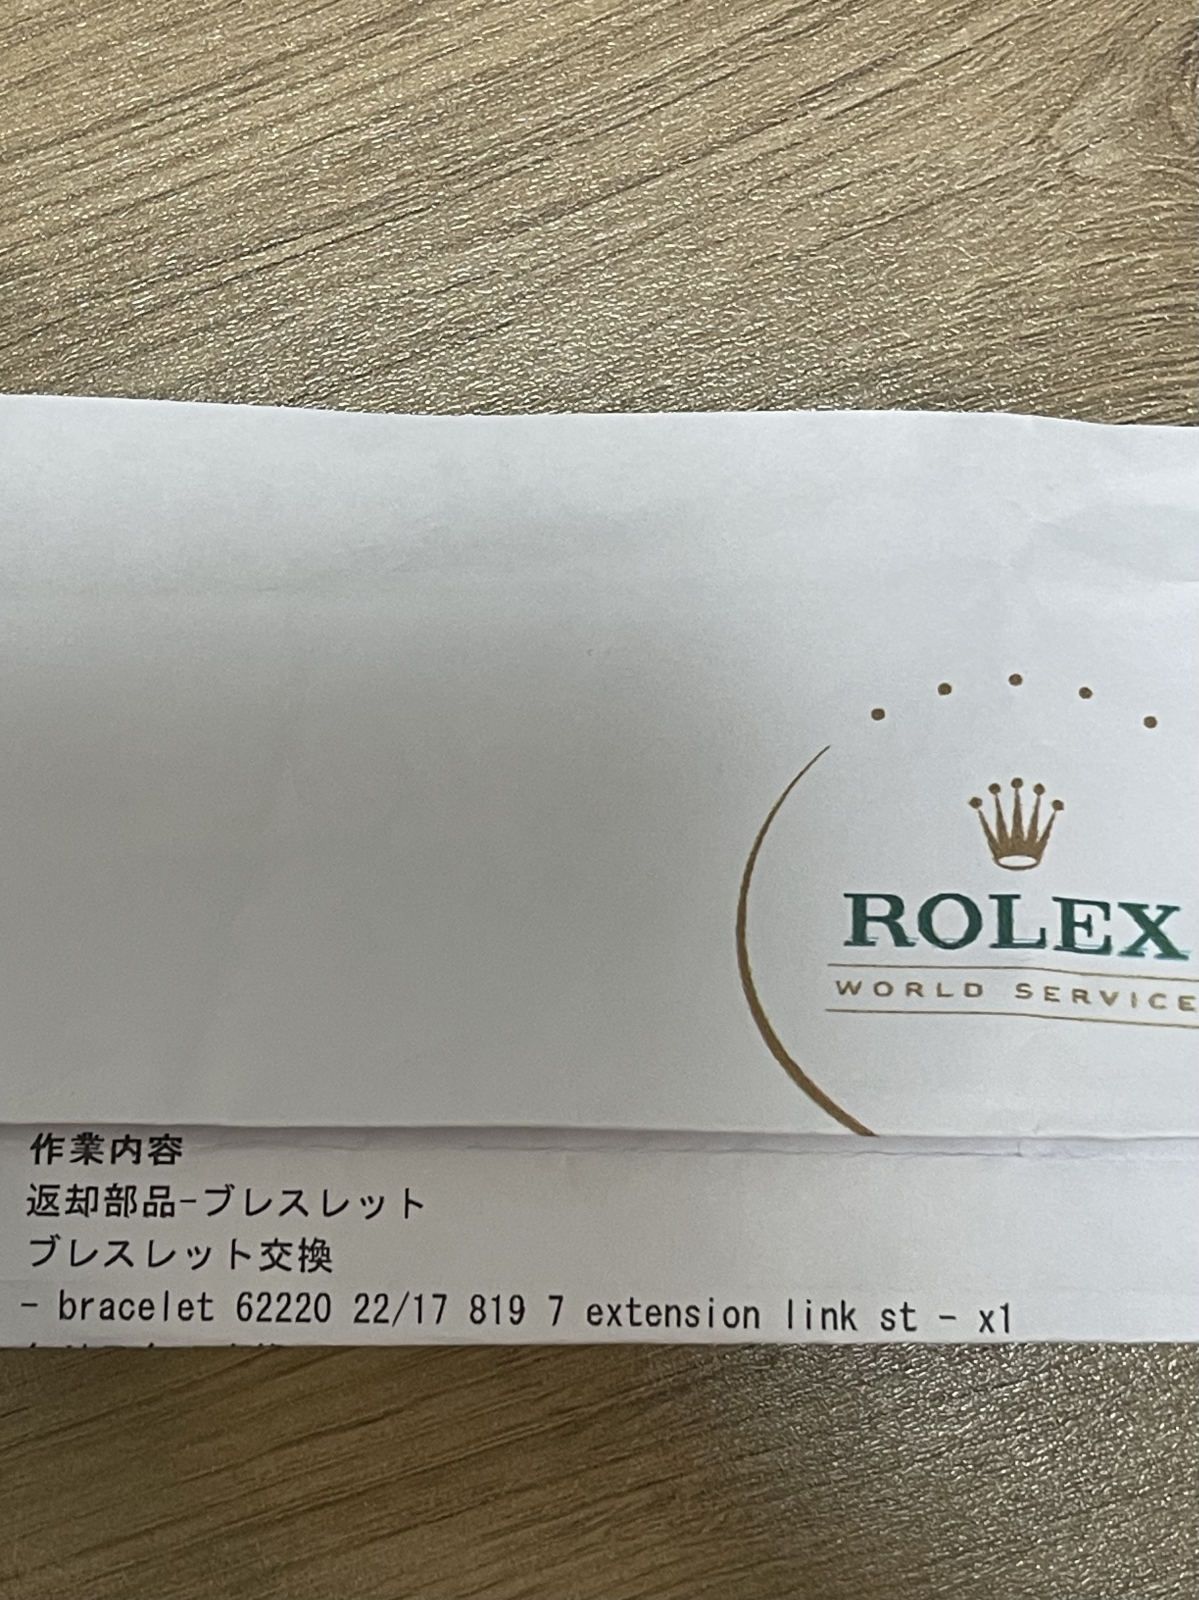 ROLEX
WORLD SERVICE
作業内容
返却部品-ブレスレット
ブレスレット交換
- bracelet 62220 22/17 819 7 extension link st - x1